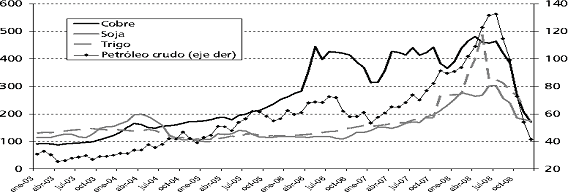 600
500
400
300
200
100
0
140
120
100
80
60
40
20
Cobre
Soja
Trigo
Petróleo crudo (eje der)
ene-03
abr-03
jul-03
oct-03
ene-04
abr-04
jul-04
oct-04
ene-05
abr-05
jul-05
oct-05
ene-06
abr-06
jul-06
oct-06
ene-07
abr-07
jul-07
oct-07
ene-08
abr-08
jul-08
oct-08